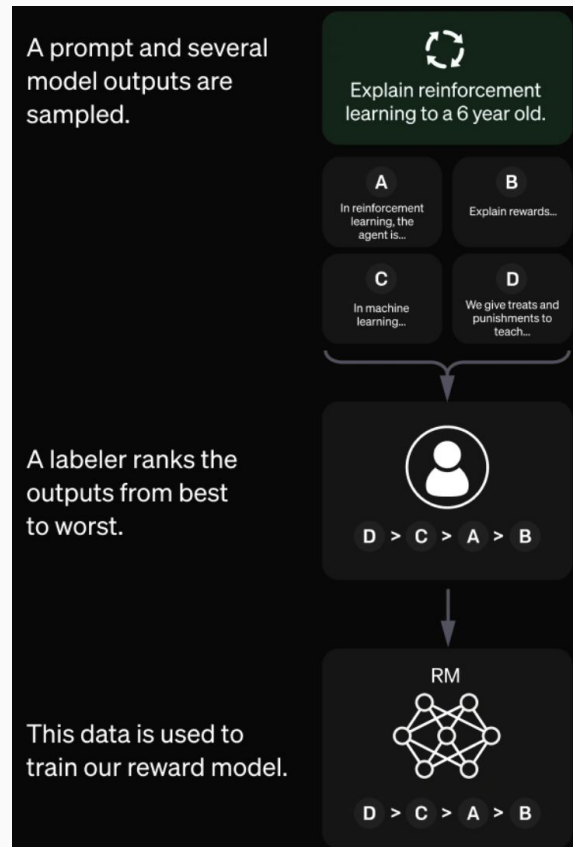 A prompt and several
model outputs are
sampled.
Explain reinforcement
learning to a 6 year old.
A
In reinforcement
learning, the
agent is...
B
Explain rewards...
C
In machine
learning...
D
We give treats and
punishments to
teach...
A labeler ranks the
outputs from best
to worst.
D > C > A > B
RM
This data is used to
train our reward model.
D > C > A > B